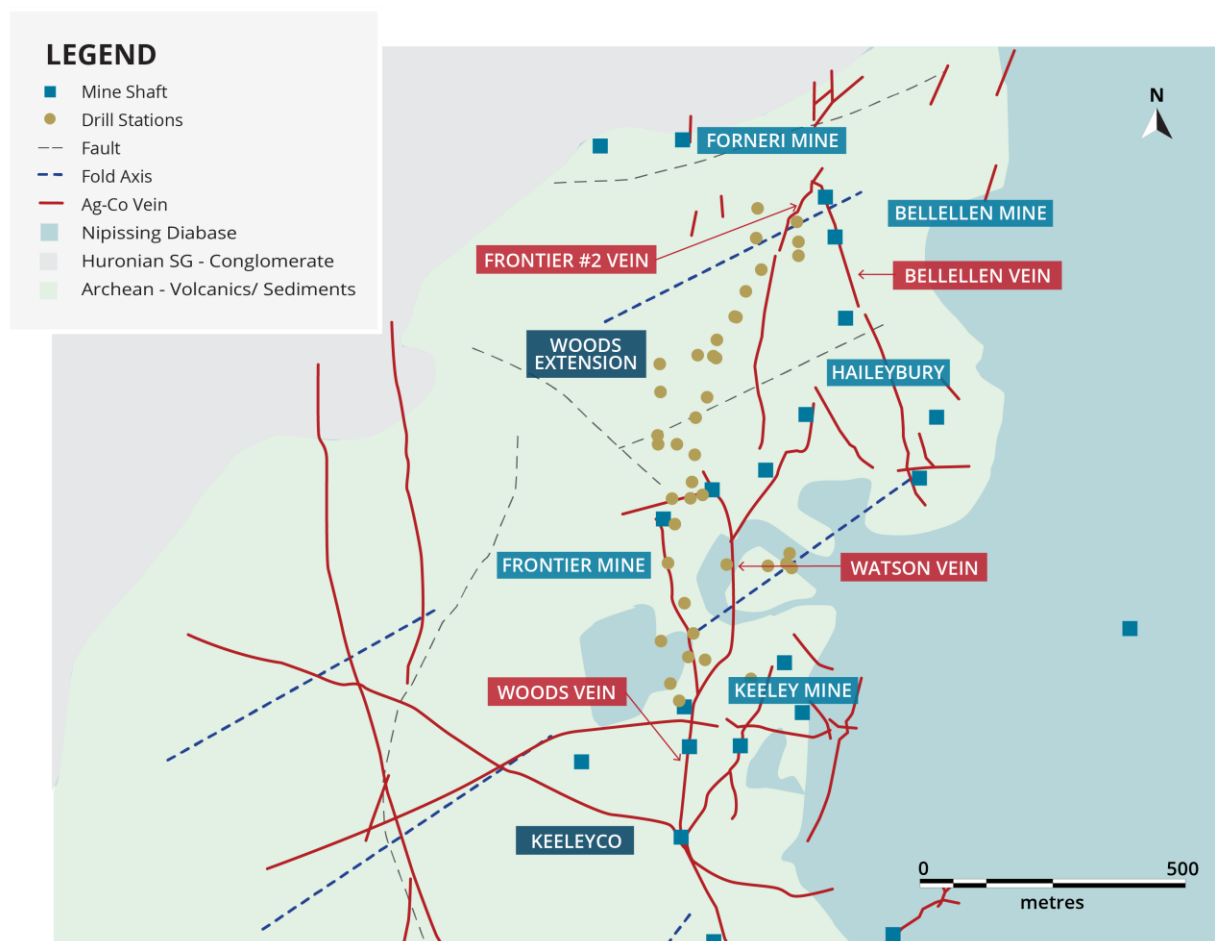 LEGEND
Mine Shaft
Drill Stations
Fault
Fold Axis
Ag-Co Vein
Nipissing Diabase
Huronian SG - Conglomerate
Archean - Volcanics/ Sediments
N
FORNERI MINE
BELLELLEN MINE
FRONTIER #2 VEIN
BELLELLEN VEIN
WOODS
EXTENSION
HAILEYBURY
FRONTIER MINE
WATSON VEIN
WOODS VEIN
KEELEY MINE
KEELEYCO
0
500
metres